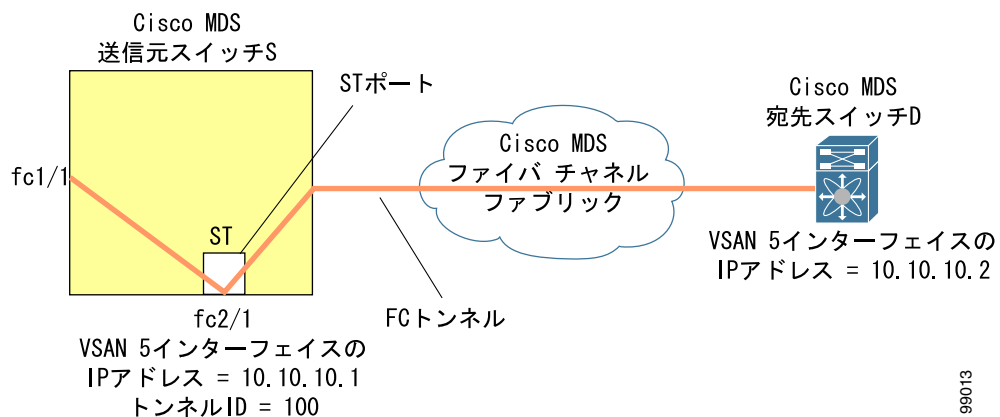 Cisco MDS
送信元スイッチS
STポート
fc1/1
ST
fc2/1
VSAN 5インターフェイスの
IPアドレス = 10.10.10.1
トンネルID = 100
Cisco MDS
ファイバ チャネル
ファブリック
FCトンネル
Cisco MDS
宛先スイッチD
VSAN 5インターフェイスの
IPアドレス = 10.10.10.2
99013